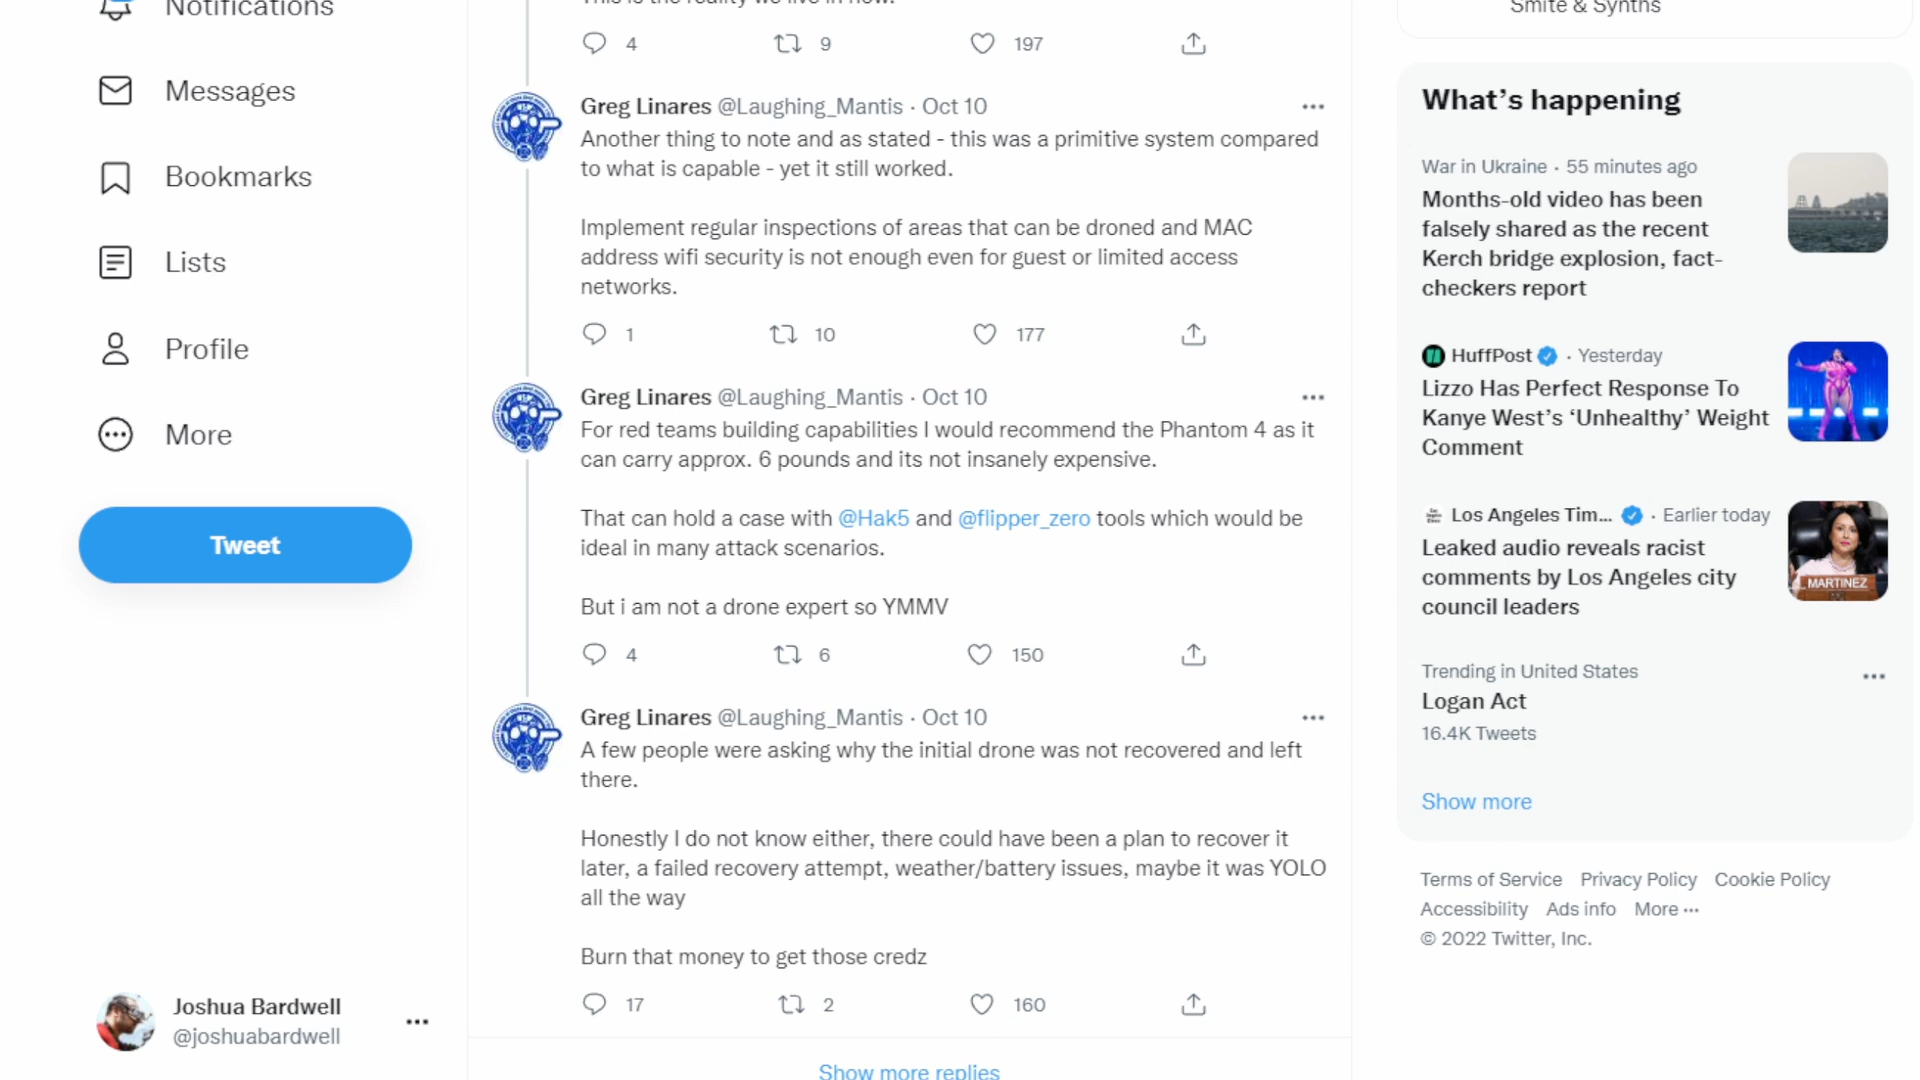 Notifications
Messages
Bookmarks
Lists
Profile
More
Tweet
Joshua Bardwell
@joshuabardwell
This is the reality we live in now.
4 9 197
Greg Linares @Laughing_Mantis · Oct 10
Another thing to note and as stated - this was a primitive system compared
to what is capable - yet it still worked.
Implement regular inspections of areas that can be droned and MAC
address wifi security is not enough even for guest or limited access
networks.
1 10 177
Greg Linares @Laughing_Mantis · Oct 10
For red teams building capabilities I would recommend the Phantom 4 as it
can carry approx. 6 pounds and its not insanely expensive.
That can hold a case with @Hak5 and @flipper_zero tools which would be
ideal in many attack scenarios.
But i am not a drone expert so YMMV
4 6 150
Greg Linares @Laughing_Mantis · Oct 10
A few people were asking why the initial drone was not recovered and left
there.
Honestly I do not know either, there could have been a plan to recover it
later, a failed recovery attempt, weather/battery issues, maybe it was YOLO
all the way
Burn that money to get those credz
17 2 160
Show more replies
Smite & Synths
What's happening
War in Ukraine · 55 minutes ago
Months-old video has been
falsely shared as the recent
Kerch bridge explosion, fact-
checkers report
HuffPost · Yesterday
Lizzo Has Perfect Response To
Kanye West's ‘Unhealthy’ Weight
Comment
Los Angeles Tim... · Earlier today
Leaked audio reveals racist
comments by Los Angeles city
council leaders
MARTINEZ
Trending in United States
Logan Act
16.4K Tweets
Show more
Terms of Service Privacy Policy Cookie Policy
Accessibility Ads info More ···
© 2022 Twitter, Inc.